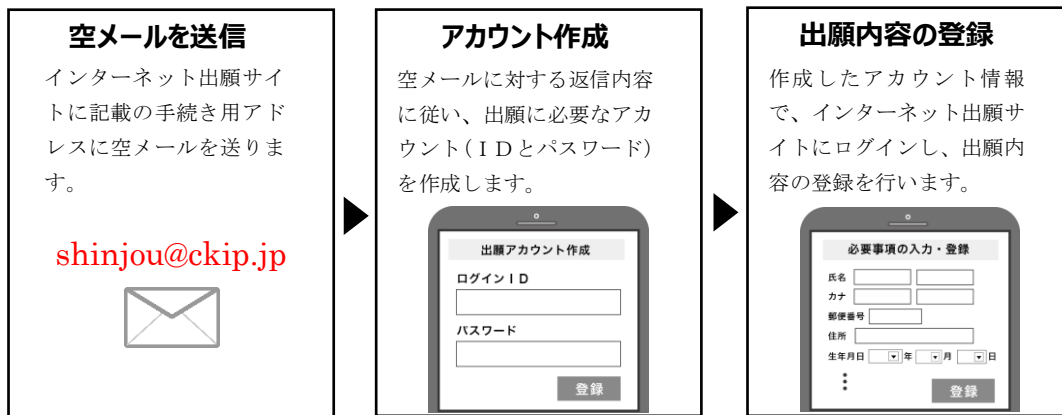 空メールを送信
インターネット出願サイ
トに記載の手続き用アド
レスに空メールを送りま
す。
shinjou@ckip.jp
アカウント作成
空メールに対する返信内容
に従い、出願に必要なアカ
ウント(ＩＤとパスワード)
を作成します。
出願アカウント作成
ログインＩＤ
パスワード
登録
出願内容の登録
作成したアカウント情報
で、インターネット出願サ
イトにログインし、出願内
容の登録を行います。
必要事項の入力・登録
氏名
カナ
郵便番号
住所
生年月日 年 月 日
登録